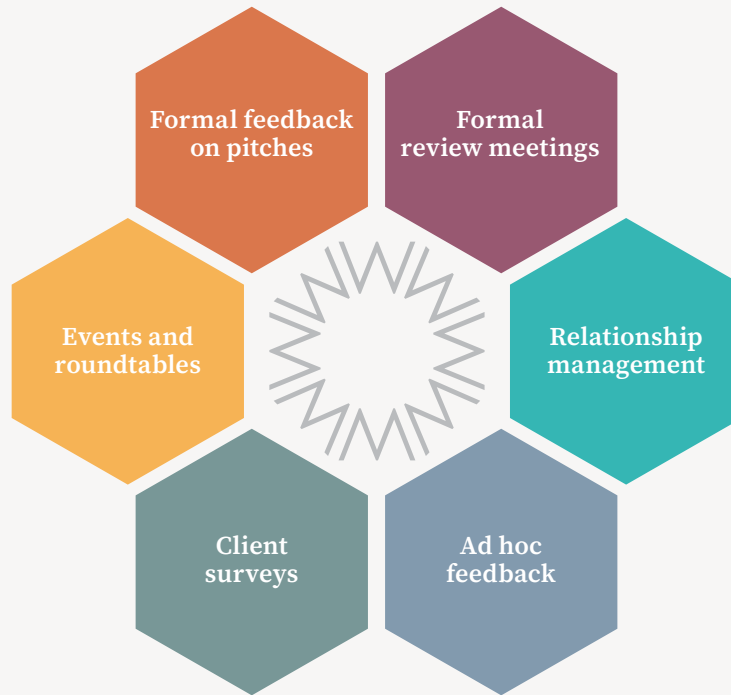 Formal feedback
on pitches
Formal
review meetings
Events and
roundtables
Relationship
management
Client
surveys
Ad hoc
feedback